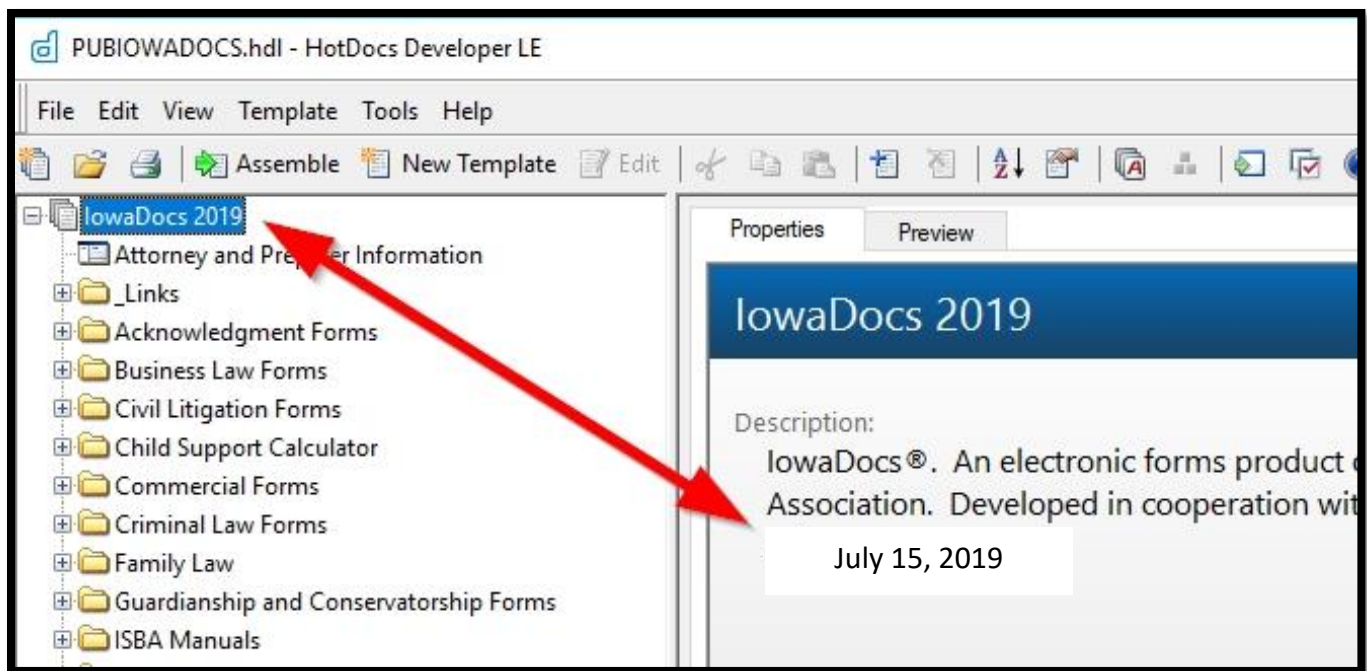 PUBIOWADOCS.hdl - HotDocs Developer LE
File Edit View Template Tools Help
Assemble New Template Edit
IowaDocs 2019
Attorney and Preparer Information
_Links
Acknowledgment Forms
Business Law Forms
Civil Litigation Forms
Child Support Calculator
Commercial Forms
Criminal Law Forms
Family Law
Guardianship and Conservatorship Forms
ISBA Manuals
Properties Preview
IowaDocs 2019
Description:
IowaDocs®. An electronic forms product
Association. Developed in cooperation wit
July 15, 2019